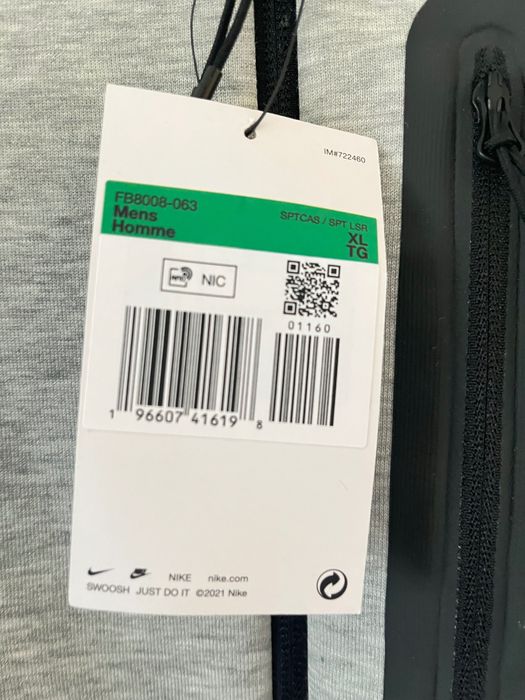 IM#722460
FB8008-063
SPTCAS / SPT LSR
Mens
XL
Homme
TG
NIC
01160
1 96607 41619 8
NIKE nike.com
SWOOSH JUST DO IT ©2021 Nike